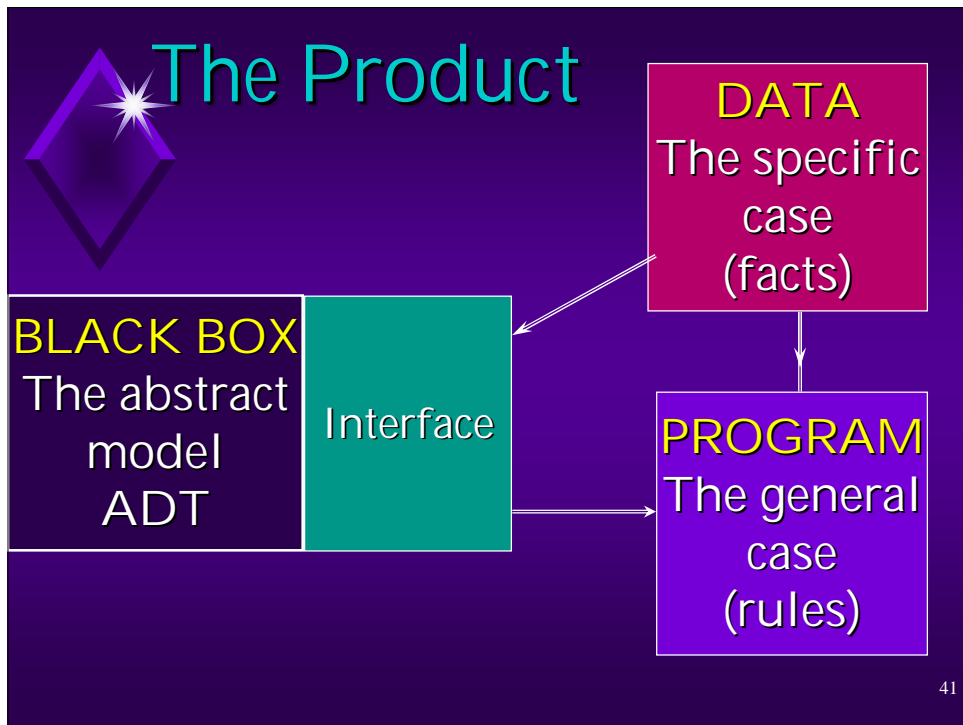 The Product
DATA
The specific
case
(facts)
BLACK BOX
The abstract
model
ADT
Interface
PROGRAM
The general
case
(rules)
41